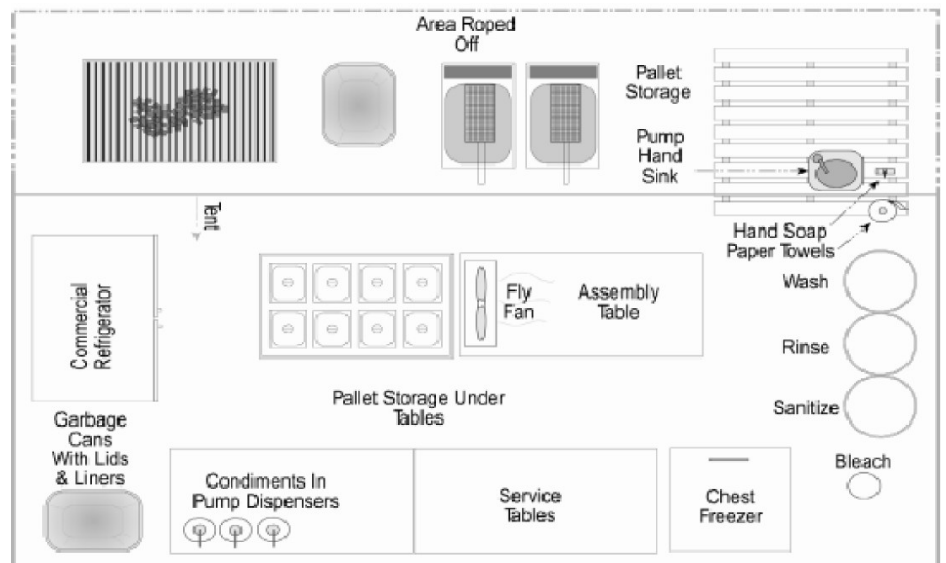 Area Roped
Off
Pallet
Storage
Pump
Hand
Sink
Tent
Hand Soap
Paper Towels
Commercial
Refrigerator
Fly
Fan
Assembly
Table
Wash
Rinse
Sanitize
Pallet Storage Under
Tables
Garbage
Cans
With Lids
& Liners
Condiments In
Pump Dispensers
Service
Tables
Chest
Freezer
Bleach